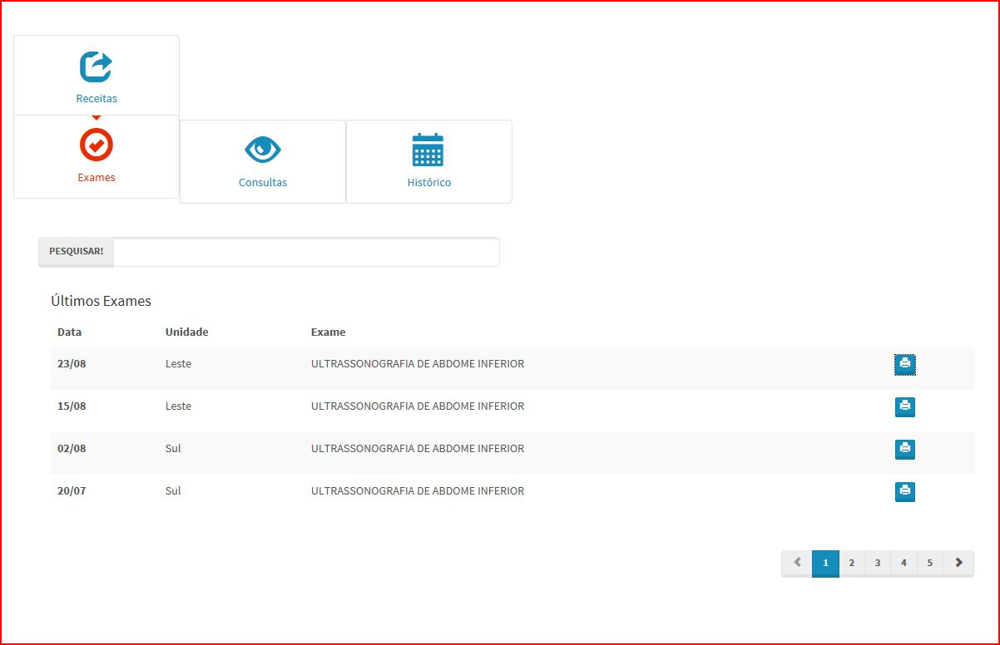 Receitas
Exames
Consultas
Histórico
PESQUISAR!
Últimos Exames
Data Unidade Exame
23/08 Leste ULTRASSONOGRAFIA DE ABDOME INFERIOR
15/08 Leste ULTRASSONOGRAFIA DE ABDOME INFERIOR
02/08 Sul ULTRASSONOGRAFIA DE ABDOME INFERIOR
20/07 Sul ULTRASSONOGRAFIA DE ABDOME INFERIOR
1 2 3 4 5